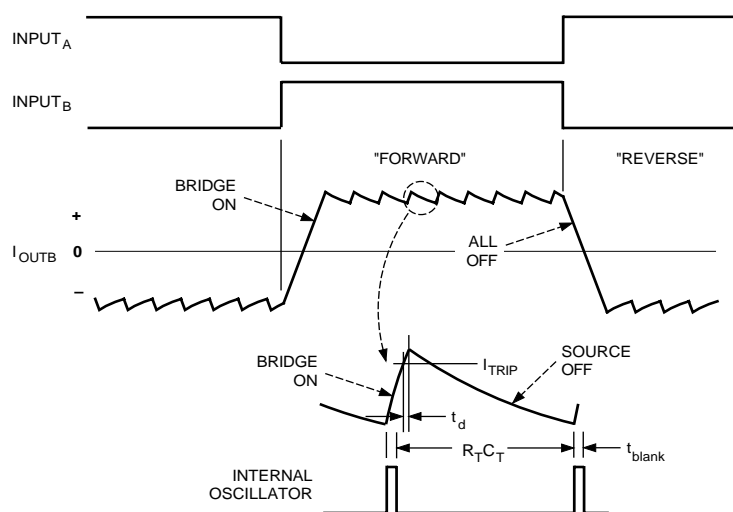 INPUTA
INPUTB
"FORWARD"
"REVERSE"
BRIDGE
ON
+
IOUTB 0
–
ALL
OFF
BRIDGE
ON
ITRIP
SOURCE
OFF
td
RTCT
tblank
INTERNAL
OSCILLATOR